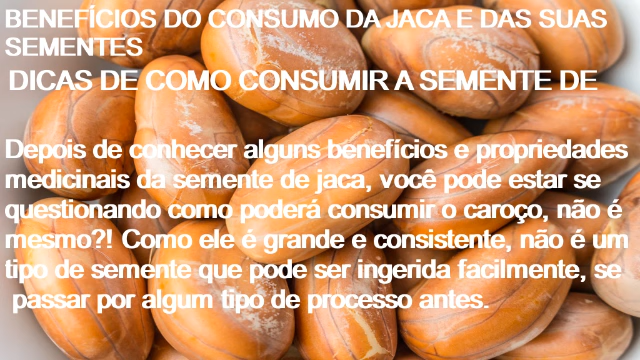 BENEFÍCIOS DO CONSUMO DA JACA E DAS SUAS
SEMENTES
DICAS DE COMO CONSUMIR A SEMENTE DE
Depois de conhecer alguns benefícios e propriedades
medicinais da semente de jaca, você pode estar se
questionando como poderá consumir o caroço, não é
mesmo?! Como ele é grande e consistente, não é um
tipo de semente que pode ser ingerida facilmente, se
passar por algum tipo de processo antes.